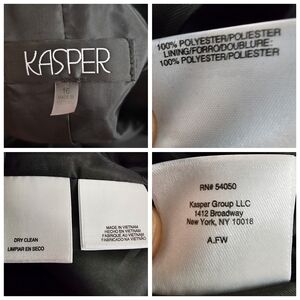 KASPER
16
MADE IN
100% POLYESTER/POLIESTER
LINING/FORRO/DOUBLURE:
100% POLYESTER/POLIESTER
DRY CLEAN
LIMPIAR EN SECO
MADE IN VIETNAM
HECHO EN VIETNAM
FABRIQUE AU VIETNAM
FABRICADO NA VIETNAM
RN# 54050
Kasper Group LLC
1412 Broadway
New York, NY 10018
A.FW